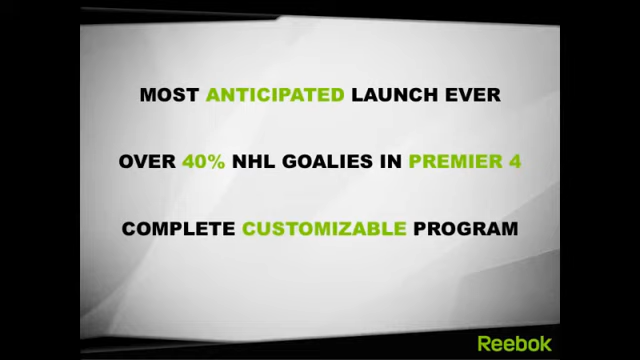 MOST ANTICIPATED LAUNCH EVER
OVER 40% NHL GOALIES IN PREMIER 4
COMPLETE CUSTOMIZABLE PROGRAM
Reebok